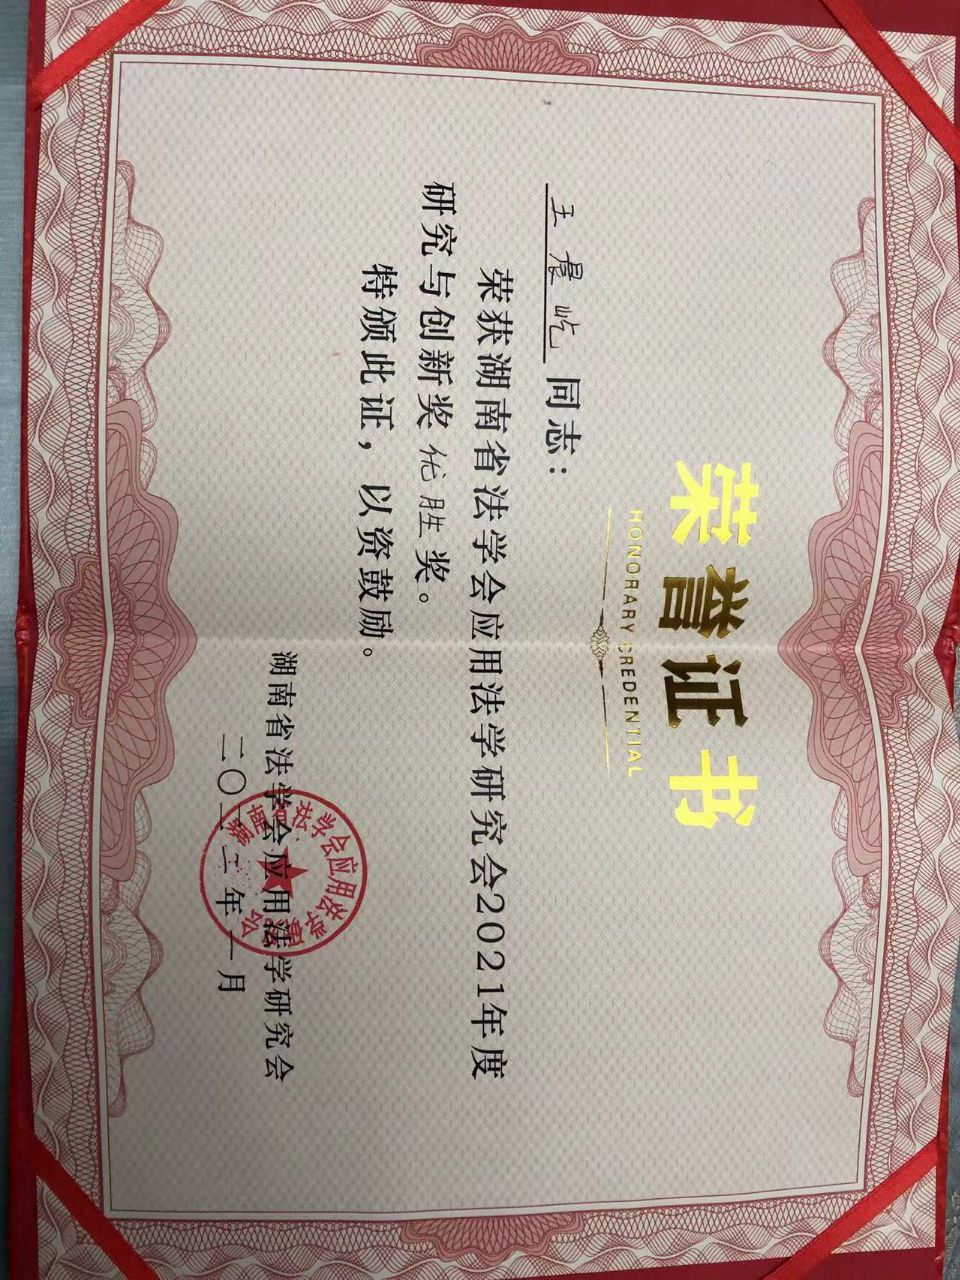 荣誉证书
HONORARY CREDENTIAL
王晨屹 同志：
荣获湖南省法学会应用法学研究会2021年度
研究与创新奖 优胜 奖。
特颁此证，以资鼓励。
湖南省法学会应用法学研究会
二〇二二年一月
湖南省法学会应用法学研究会